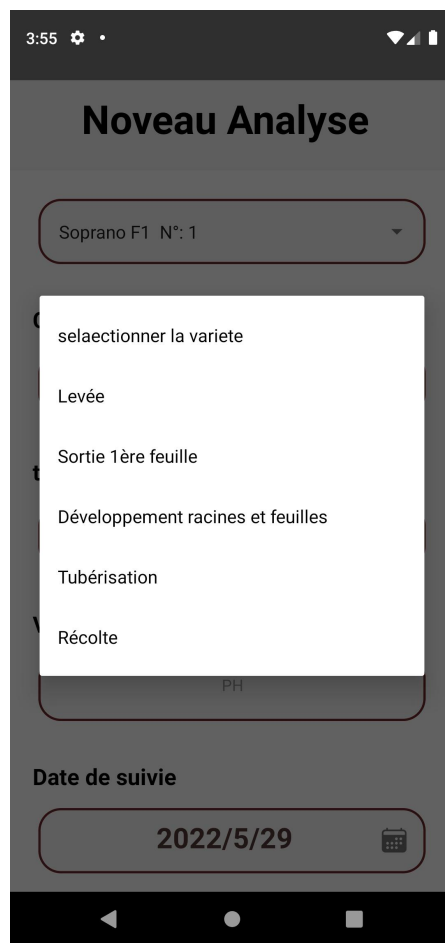 3:55
Noveau Analyse
Soprano F1 N°: 1
selaectionner la variete
Levée
Sortie 1ère feuille
Développement racines et feuilles
Tubérisation
Récolte
PH
Date de suivie
2022/5/29